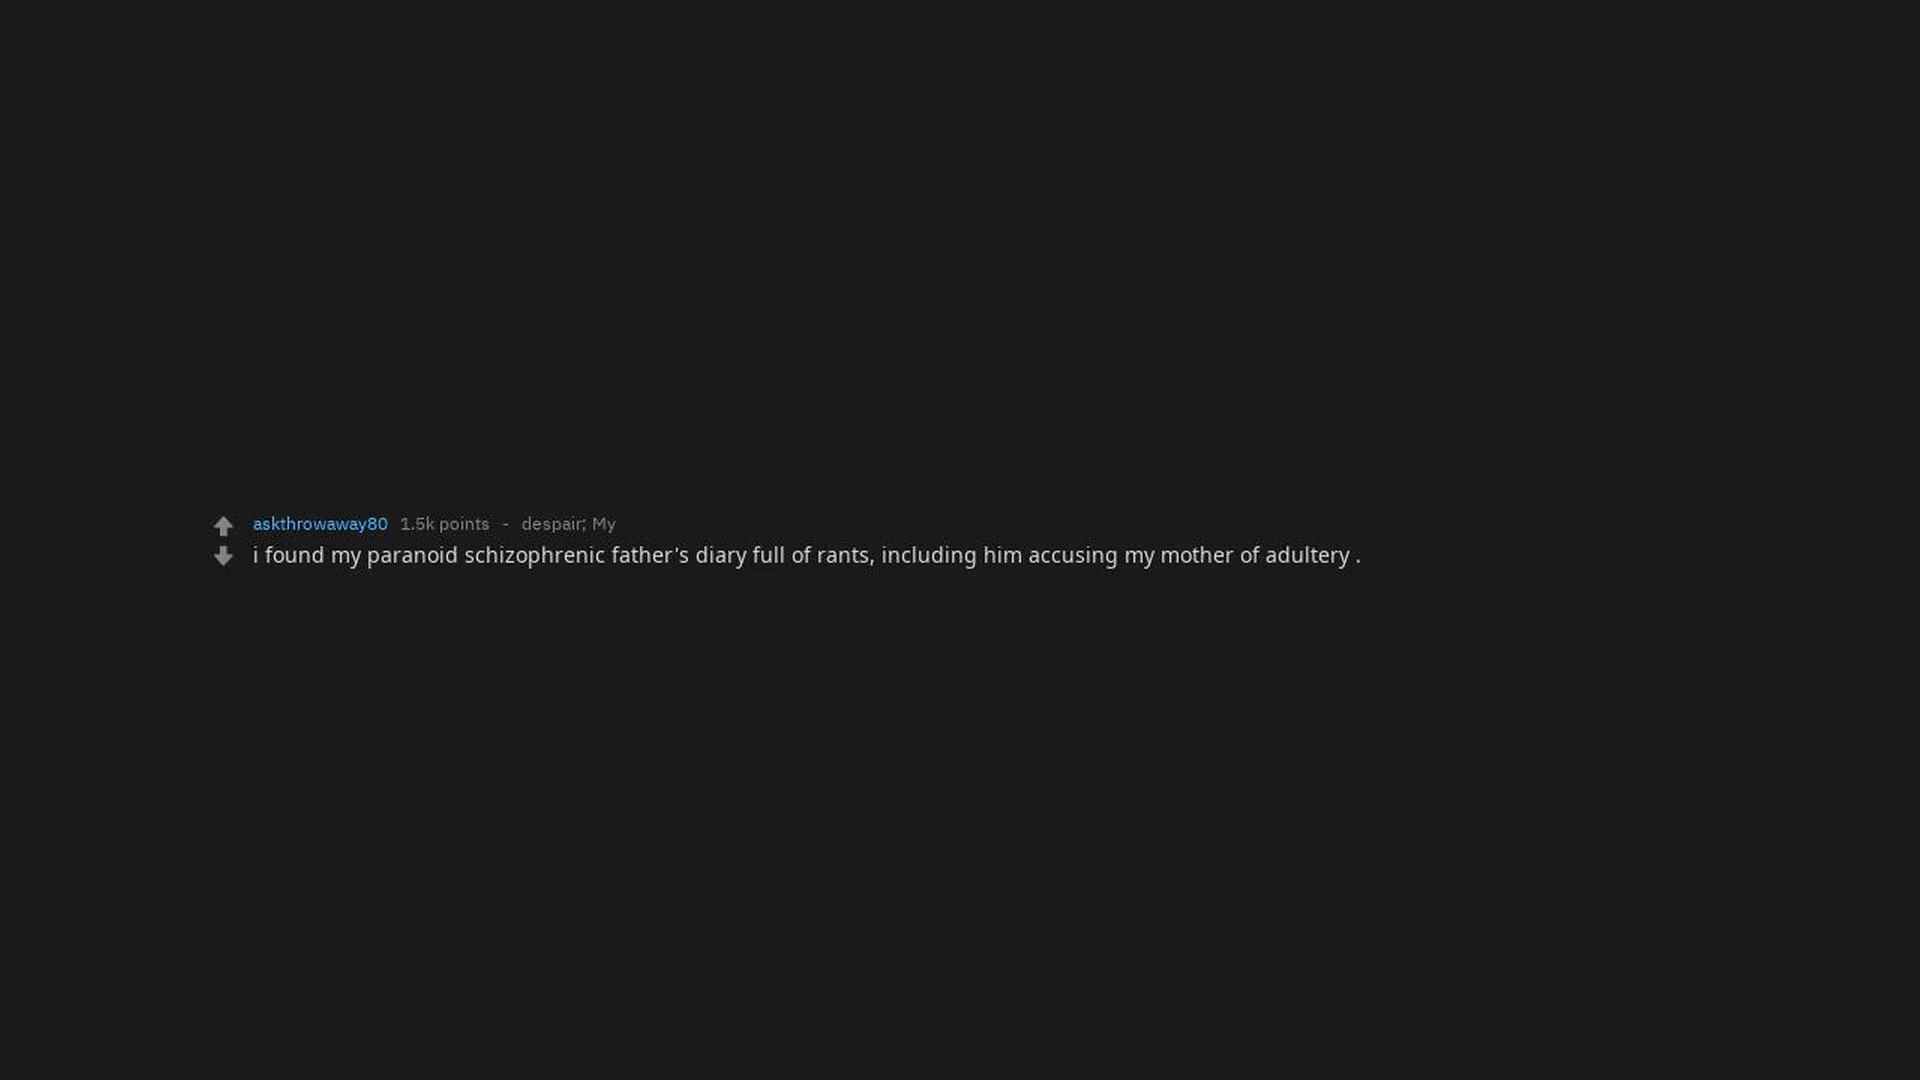 askthrowaway80 1.5k points - despair; My
i found my paranoid schizophrenic father's diary full of rants, including him accusing my mother of adultery .